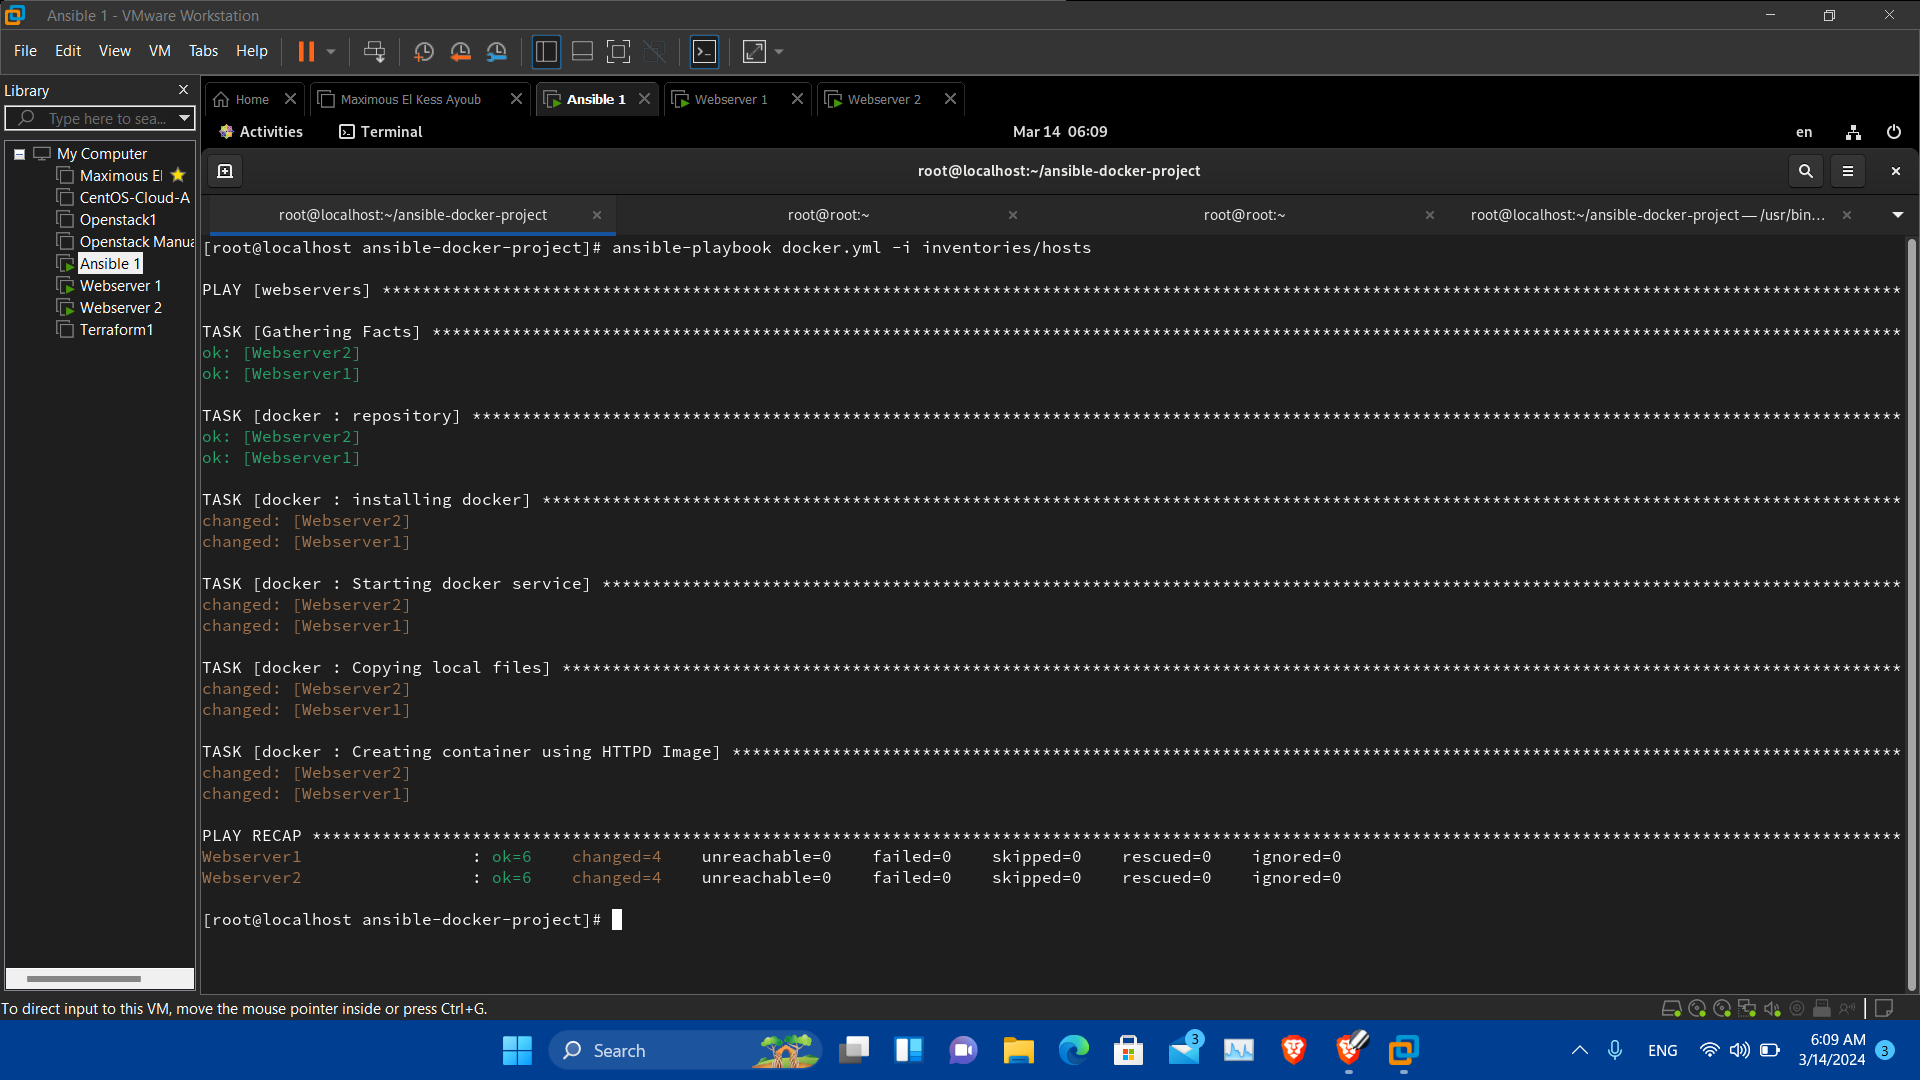 Ansible 1 - VMware Workstation
File Edit View VM Tabs Help
Library
Type here to sea...
My Computer
Maximous El
CentOS-Cloud-A
Openstack1
Openstack Manua
Ansible 1
Webserver 1
Webserver 2
Terraform1
Home Maximous El Kess Ayoub Ansible 1 Webserver 1 Webserver 2
Activities Terminal Mar 14 06:09 en
root@localhost:~/ansible-docker-project
root@localhost:~/ansible-docker-project root@root:~ root@root:~ root@localhost:~/ansible-docker-project — /usr/bin...
[root@localhost ansible-docker-project]# ansible-playbook docker.yml -i inventories/hosts
PLAY [webservers] ********************************************************************************************************************************************************
TASK [Gathering Facts] ***************************************************************************************************************************************************
ok: [Webserver2]
ok: [Webserver1]
TASK [docker : repository] ***********************************************************************************************************************************************
ok: [Webserver2]
ok: [Webserver1]
TASK [docker : installing docker] ****************************************************************************************************************************************
changed: [Webserver2]
changed: [Webserver1]
TASK [docker : Starting docker service] **********************************************************************************************************************************
changed: [Webserver2]
changed: [Webserver1]
TASK [docker : Copying local files] **************************************************************************************************************************************
changed: [Webserver2]
changed: [Webserver1]
TASK [docker : Creating container using HTTPD Image] *********************************************************************************************************************
changed: [Webserver2]
changed: [Webserver1]
PLAY RECAP ***************************************************************************************************************************************************************
Webserver1 : ok=6 changed=4 unreachable=0 failed=0 skipped=0 rescued=0 ignored=0
Webserver2 : ok=6 changed=4 unreachable=0 failed=0 skipped=0 rescued=0 ignored=0
[root@localhost ansible-docker-project]#
To direct input to this VM, move the mouse pointer inside or press Ctrl+G.
Search 3 ENG 6:09 AM 3
3/14/2024